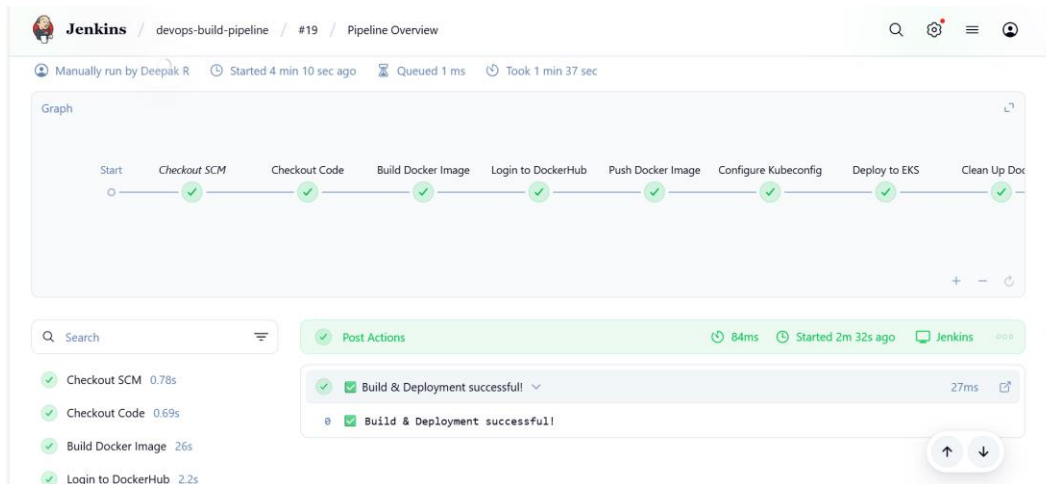 Jenkins / devops-build-pipeline / #19 / Pipeline Overview
Manually run by Deepak R Started 4 min 10 sec ago Queued 1 ms Took 1 min 37 sec
Graph
Start Checkout SCM Checkout Code Build Docker Image Login to DockerHub Push Docker Image Configure Kubeconfig Deploy to EKS Clean Up Doc
Search
Post Actions 84ms Started 2m 32s ago Jenkins
Checkout SCM 0.78s
Build & Deployment successful! 27ms
Checkout Code 0.69s
0 Build & Deployment successful!
Build Docker Image 26s
Login to DockerHub 2.2s